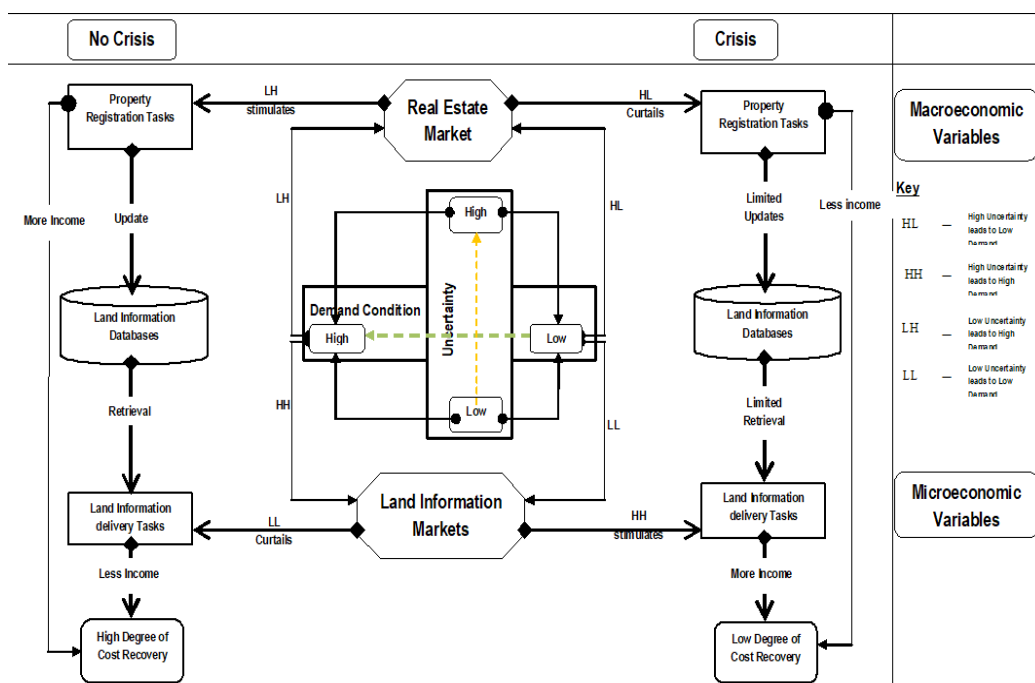 No Crisis
Crisis
Property
Registration Tasks
LH
stimulates
Real Estate
Market
HL
Curtails
Property
Registration Tasks
Macroeconomic
Variables
Key
HL – High Uncertainty
leads to Low
Demand
HH – High Uncertainty
leads to High
Demand
LH – Low Uncertainty
leads to High
Demand
LL – Low Uncertainty
leads to Low
Demand
More Income
Update
LH
High
HL
Limited
Updates
Less income
Land Information
Databases
Demand Condition
Uncertainty
High
Low
Low
Land Information
Databases
Retrieval
HH
LL
Limited
Retrieval
Land Information
delivery Tasks
LL
Curtails
Land Information
Markets
HH
stimulates
Land Information
delivery Tasks
Microeconomic
Variables
Less Income
More Income
High Degree of
Cost Recovery
Low Degree of
Cost Recovery